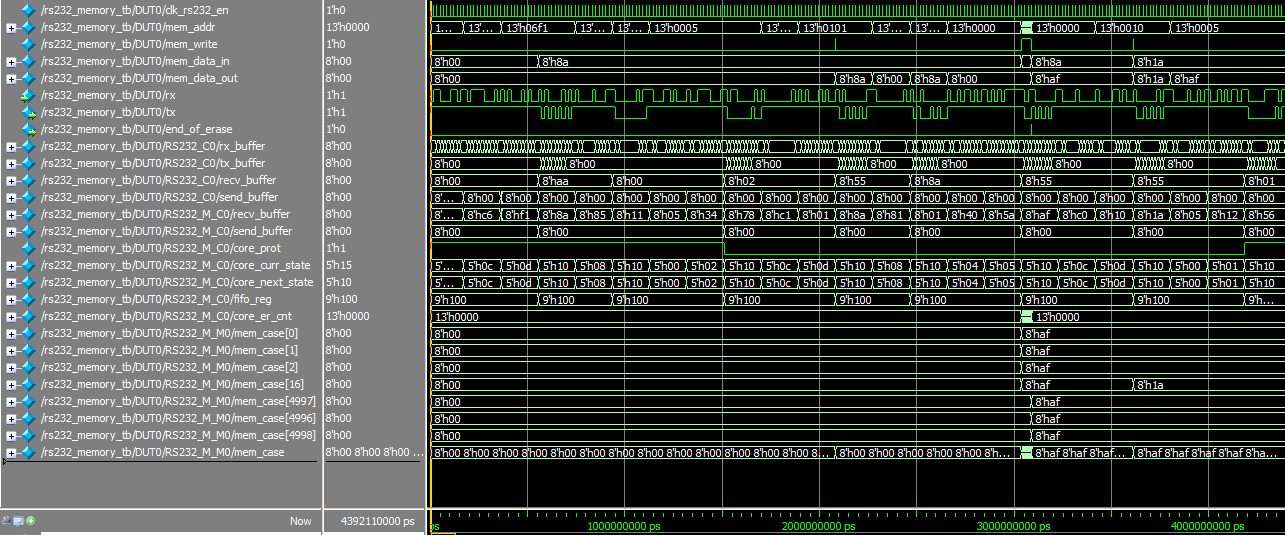 /rs232_memory_tb/DUT0/clk_rs232_en 1'h0
/rs232_memory_tb/DUT0/mem_addr 13'h0000 1... 13'... 13'h06f1 13'... 13'... 13'h0005 13'... 13'h0101 13'... 13'... 13'h0000 13'h0000 13'h0010 13'h0005
/rs232_memory_tb/DUT0/mem_write 1'h0
/rs232_memory_tb/DUT0/mem_data_in 8'h00 8'h00 8'h8a 8'h8a 8'h1a
/rs232_memory_tb/DUT0/mem_data_out 8'h00 8'h00 8'h8a 8'h00 8'h8a 8'h00 8'haf 8'h1a 8'haf
/rs232_memory_tb/DUT0/rx 1'h1
/rs232_memory_tb/DUT0/tx 1'h1
/rs232_memory_tb/DUT0/end_of_erase 1'h0
/rs232_memory_tb/DUT0/RS232_C0/rx_buffer 8'h00
/rs232_memory_tb/DUT0/RS232_C0/tx_buffer 8'h00 8'h00 8'h00 8'h00 8'h00 8'h00 8'h00 8'h00
/rs232_memory_tb/DUT0/RS232_C0/recv_buffer 8'h00 8'h00 8'haa 8'h00 8'h02 8'h55 8'h8a 8'h55 8'h55 8'h01
/rs232_memory_tb/DUT0/RS232_C0/send_buffer 8'h00 8'... 8'h00 8'h00 8'h00 8'h00 8'h00 8'h00 8'h00 8'h00 8'h00 8'h00 8'h00 8'h00 8'h00 8'h00 8'h00 8'h00 8'h00 8'h00 8'h00 8'h00 8'h00 8'h00
/rs232_memory_tb/DUT0/RS232_M_C0/recv_buffer 8'h00 8'... 8'hc6 8'hf1 8'h8a 8'h85 8'h11 8'h05 8'h34 8'h78 8'hc1 8'h01 8'h8a 8'h81 8'h01 8'h40 8'h5a 8'haf 8'hc0 8'h10 8'h1a 8'h05 8'h12 8'h56
/rs232_memory_tb/DUT0/RS232_M_C0/send_buffer 8'h00 8'h00 8'h00 8'h00 8'h00 8'h00 8'h00 8'h00 8'h00
/rs232_memory_tb/DUT0/RS232_M_C0/core_prot 1'h1
/rs232_memory_tb/DUT0/RS232_M_C0/core_curr_state 5'h15 5'... 5'h0c 5'h0d 5'h10 5'h08 5'h10 5'h00 5'h02 5'h10 5'h0c 5'h0d 5'h10 5'h08 5'h10 5'h04 5'h05 5'h10 5'h0c 5'h0d 5'h10 5'h00 5'h01 5'h10
/rs232_memory_tb/DUT0/RS232_M_C0/core_next_state 5'h10 5'... 5'h0c 5'h0d 5'h10 5'h08 5'h10 5'h00 5'h02 5'h10 5'h0c 5'h0d 5'h10 5'h08 5'h10 5'h04 5'h05 5'h10 5'h0c 5'h0d 5'h10 5'h00 5'h01 5'h10
/rs232_memory_tb/DUT0/RS232_M_C0/fifo_reg 9'h100 9'h100 9'h100 9'h100 9'h100 9'h100 9'h100 9'h100 9'h100 9'h...
/rs232_memory_tb/DUT0/RS232_M_C0/core_er_cnt 13'h0000 13'h0000 13'h0000
/rs232_memory_tb/DUT0/RS232_M_M0/mem_case[0] 8'h00 8'h00 8'haf
/rs232_memory_tb/DUT0/RS232_M_M0/mem_case[1] 8'h00 8'h00 8'haf
/rs232_memory_tb/DUT0/RS232_M_M0/mem_case[2] 8'h00 8'h00 8'haf
/rs232_memory_tb/DUT0/RS232_M_M0/mem_case[16] 8'h00 8'h00 8'haf 8'h1a
/rs232_memory_tb/DUT0/RS232_M_M0/mem_case[4997] 8'h00 8'h00 8'haf
/rs232_memory_tb/DUT0/RS232_M_M0/mem_case[4996] 8'h00 8'h00 8'haf
/rs232_memory_tb/DUT0/RS232_M_M0/mem_case[4998] 8'h00 8'h00 8'haf
/rs232_memory_tb/DUT0/RS232_M_M0/mem_case 8'h00 8'h00 8'h00 ... 8'h00 8'h00 8'h00 8'h00 8'h00 8'h00 8'h00 8'h00 8'h00 8'h00 8'h00 8'h00 8'h0... 8'h00 8'h00 8'h00 8'h00 8'h00 8'h0... 8'haf 8'haf 8'haf... 8'haf 8'haf 8'haf 8'haf 8'ha...
Now 4392110000 ps ps 1000000000 ps 2000000000 ps 3000000000 ps 4000000000 ps